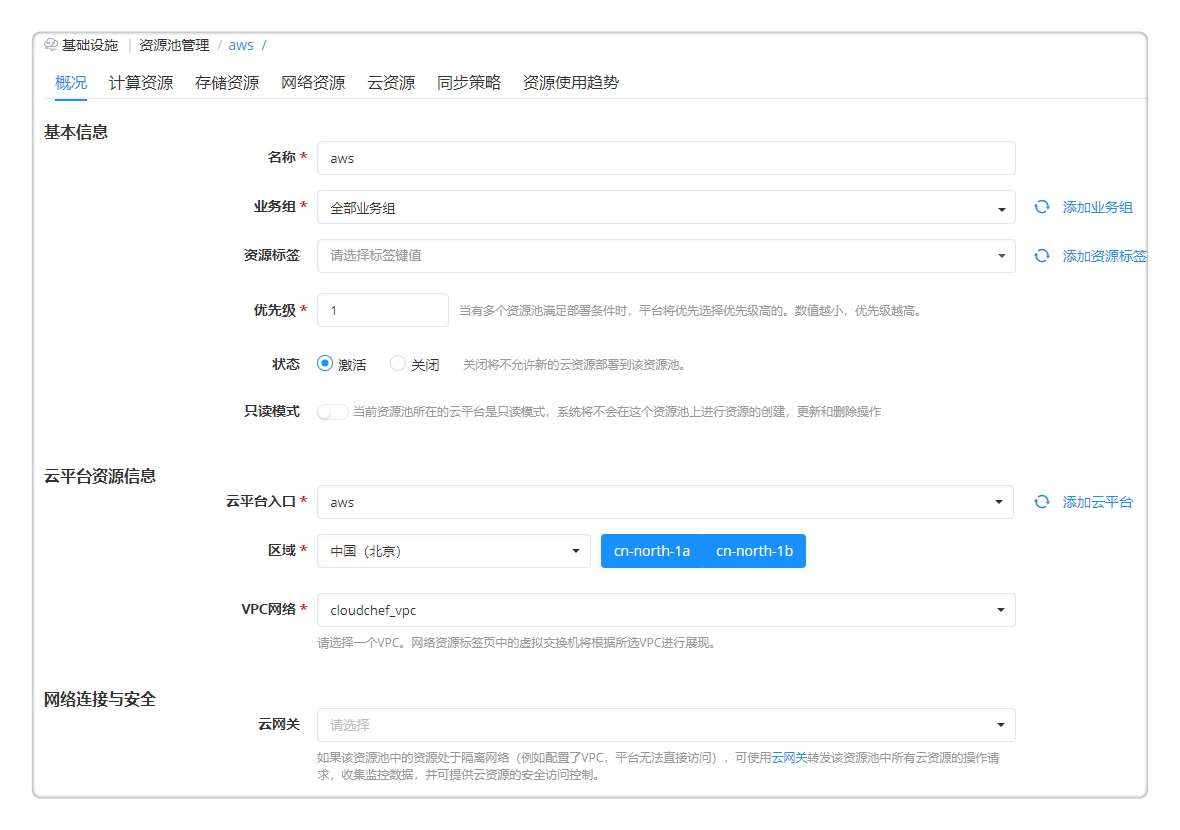 基础设施 | 资源池管理 / aws /
概况 计算资源 存储资源 网络资源 云资源 同步策略 资源使用趋势
基本信息
名称 * aws
业务组 * 全部业务组 添加业务组
资源标签 请选择标签键值 添加资源标签
优先级 * 1 当有多个资源池满足部署条件时，平台将优先选择优先级高的。数值越小，优先级越高。
状态 激活 关闭 关闭将不允许新的云资源部署到该资源池。
只读模式 当前资源池所在的云平台是只读模式，系统将不会在这个资源池上进行资源的创建，更新和删除操作
云平台资源信息
云平台入口 * aws 添加云平台
区域 * 中国（北京） cn-north-1a cn-north-1b
VPC网络 * cloudchef_vpc
请选择一个VPC。网络资源标签页中的虚拟交换机将根据所选VPC进行展现。
网络连接与安全
云网关 请选择
如果该资源池中的资源处于隔离网络（例如配置了VPC，平台无法直接访问），可使用云网关转发该资源池中所有云资源的操作请
求，收集监控数据，并可提供云资源的安全访问控制。